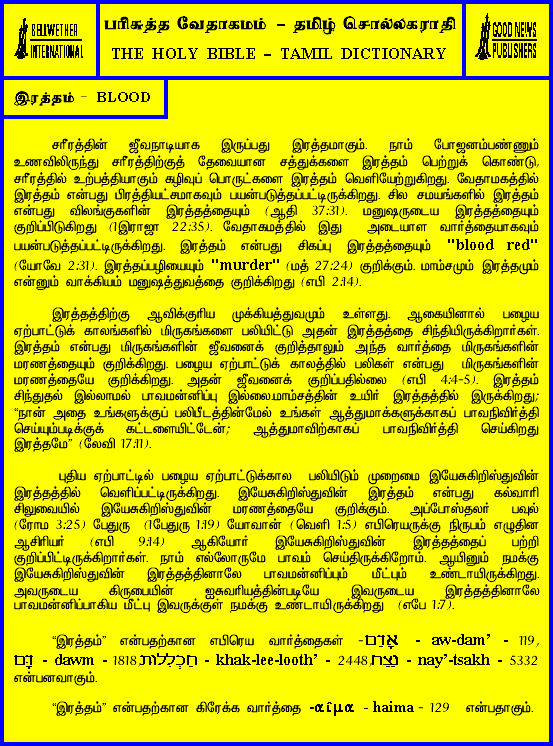 BELLWETHER
INTERNATIONAL
பரிசுத்த வேதாகமம் - தமிழ் சொல்லகராதி
THE HOLY BIBLE - TAMIL DICTIONARY
GOOD NEWS
PUBLISHERS
இரத்தம் - BLOOD
சரீரத்தின் ஜீவநாடியாக இருப்பது இரத்தமாகும். நாம் போஜனம்பண்ணும்
உணவிலிருந்து சரீரத்திற்குத் தேவையான சத்துக்களை இரத்தம் பெற்றுக் கொண்டு,
சரீரத்தில் உற்பத்தியாகும் கழிவுப் பொருட்களை இரத்தம் வெளியேற்றுகிறது. வேதாமகத்தில்
இரத்தம் என்பது பிரத்தியட்சமாகவும் பயன்படுத்தப்பட்டிருக்கிறது. சில சமயங்களில் இரத்தம்
என்பது விலங்குகளின் இரத்தத்தையும் (ஆதி 37:31). மனுஷருடைய இரத்தத்தையும்
குறிப்பிடுகிறது (1இராஜா 22:35). வேதாகமத்தில் இது அடையாள வார்த்தையாகவும்
பயன்படுத்தப்பட்டிருக்கிறது. இரத்தம் என்பது சிகப்பு இரத்தத்தையும் "blood red"
(யோவே 2:31). இரத்தப்பழியையும் "murder" (மத் 27:24) குறிக்கும். மாம்சமும் இரத்தமும்
என்னும் வாக்கியம் மனுஷத்துவத்தை குறிக்கிறது (எபி 2:14).
இரத்தத்திற்கு ஆவிக்குரிய முக்கியத்துவமும் உள்ளது. ஆகையினால் பழைய
ஏற்பாட்டுக் காலங்களில் மிருகங்களை பலியிட்டு அதன் இரத்தத்தை சிந்தியிருக்கிறார்கள்.
இரத்தம் என்பது மிருகங்களின் ஜீவனைக் குறித்தாலும் அந்த வார்த்தை மிருகங்களின்
மரணத்தையும் குறிக்கிறது. பழைய ஏற்பாட்டுக் காலத்தில் பலிகள் என்பது மிருகங்களின்
மரணத்தையே குறிக்கிறது. அதன் ஜீவனைக் குறிப்பதில்லை (எபி 4:4-5). இரத்தம்
சிந்துதல் இல்லாமல் பாவமன்னிப்பு இல்லை.மாம்சத்தின் உயிர் இரத்தத்தில் இருக்கிறது;
"நான் அதை உங்களுக்குப் பலிபீடத்தின்மேல் உங்கள் ஆத்துமாக்களுக்காகப் பாவநிவிர்த்தி
செய்யும்படிக்குக் கட்டளையிட்டேன்; ஆத்துமாவிற்காகப் பாவநிவிர்த்தி செய்கிறது
இரத்தமே" (லேவி 17:11).
புதிய ஏற்பாட்டில் பழைய ஏற்பாட்டுக்கால பலியிடும் முறைமை இயேசுகிறிஸ்துவின்
இரத்தத்தில் வெளிப்பட்டிருக்கிறது. இயேசுகிறிஸ்துவின் இரத்தம் என்பது கல்வாரி
சிலுவையில் இயேசுகிறிஸ்துவின் மரணத்தையே குறிக்கும். அப்போஸ்தலர் பவுல்
(ரோம 3:25) பேதுரு (1பேதுரு 1:19) யோவான் (வெளி 1:5) எபிரெயருக்கு நிருபம் எழுதின
ஆசிரியர் (எபி 9:14) ஆகியோர் இயேசுகிறிஸ்துவின் இரத்தத்தைப் பற்றி
குறிப்பிட்டிருக்கிறார்கள். நாம் எல்லோருமே பாவம் செய்திருக்கிறோம். ஆயினும் நமக்கு
இயேசுகிறிஸ்துவின் இரத்தத்தினாலே பாவமன்னிப்பும் மீட்பும் உண்டாயிருக்கிறது.
அவருடைய கிருபையின் ஐசுவரியத்தின்படியே இவருடைய இரத்தத்தினாலே
பாவமன்னிப்பாகிய மீட்பு இவருக்குள் நமக்கு உண்டாயிருக்கிறது (எபே 1:7).
"இரத்தம்" என்பதற்கான எபிரெய வார்த்தைகள் -אָדַם - aw-dam' - 119,
דָּם - dawm - 1818,חַכְלִלוּת - khak-lee-looth' - 2448,נֵצַח - nay'-tsakh - 5332
என்பனவாகும்.
"இரத்தம்" என்பதற்கான கிரேக்க வார்த்தை -αἷμα - haima - 129 என்பதாகும்.